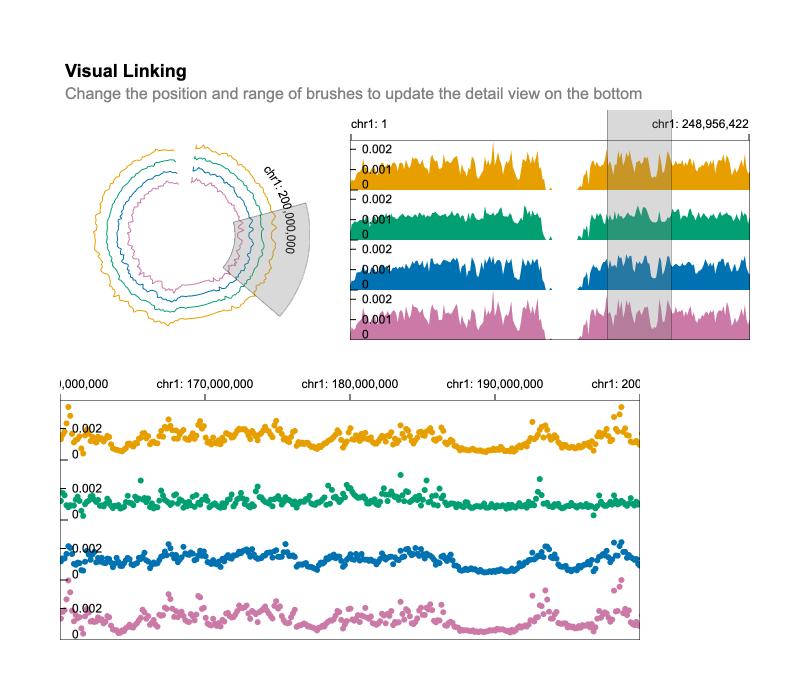 Visual Linking
Change the position and range of brushes to update the detail view on the bottom
chr1: 200,000,000
chr1: 1
chr1: 248,956,422
0.002
0.001
0
0.002
0.001
0
0.002
0.001
0
0.002
0.001
0
0,000,000
chr1: 170,000,000
chr1: 180,000,000
chr1: 190,000,000
chr1: 200
0.002
0
0.002
0
0.002
0
0.002
0